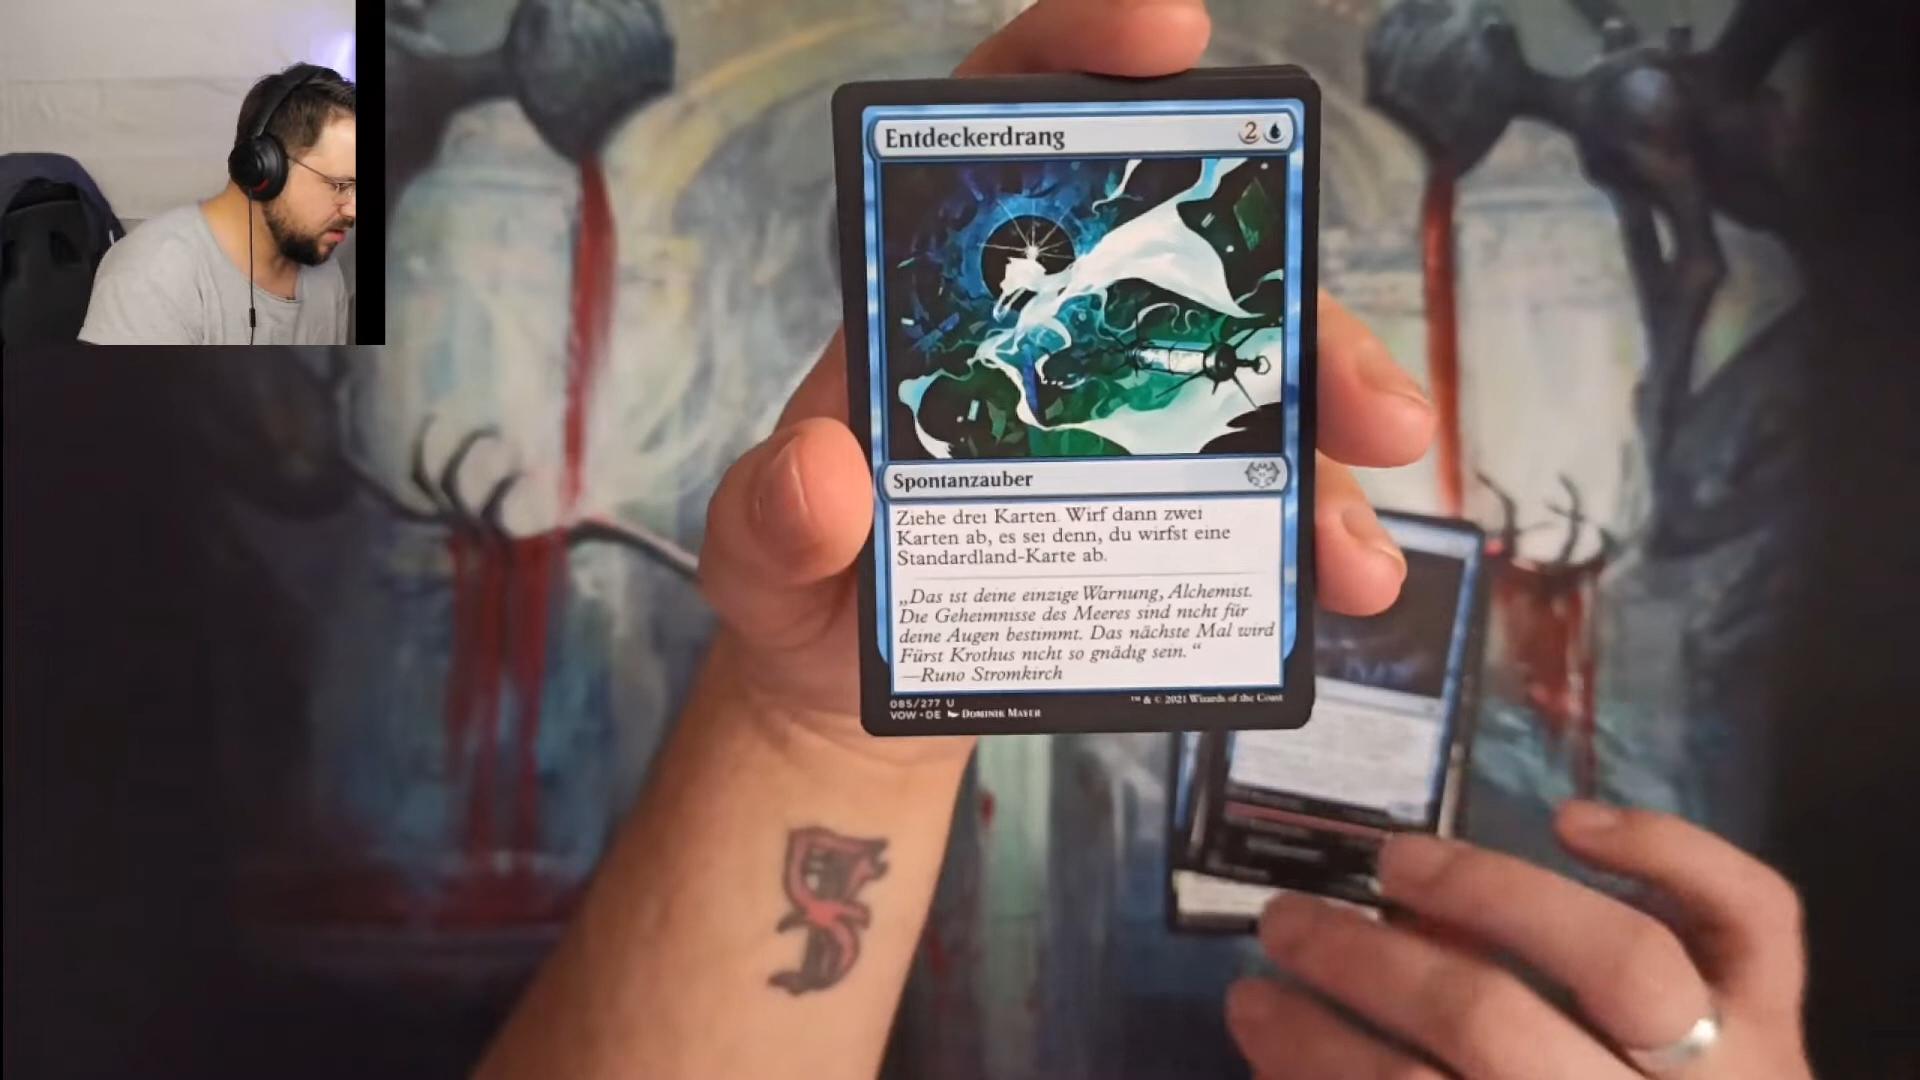 Entdeckerdrang 2
Spontanzauber
Ziehe drei Karten. Wirf dann zwei
Karten ab, es sei denn, du wirfst eine
Standardland-Karte ab.
„Das ist deine einzige Warnung, Alchemist.
Die Geheimnisse des Meeres sind nicht für
deine Augen bestimmt. Das nächste Mal wird
Fürst Krothus nicht so gnädig sein.“
—Runo Stromkirch
085/277 U
VOW • DE DOMINIK MAYER
™ & © 2021 Wizards of the Coast